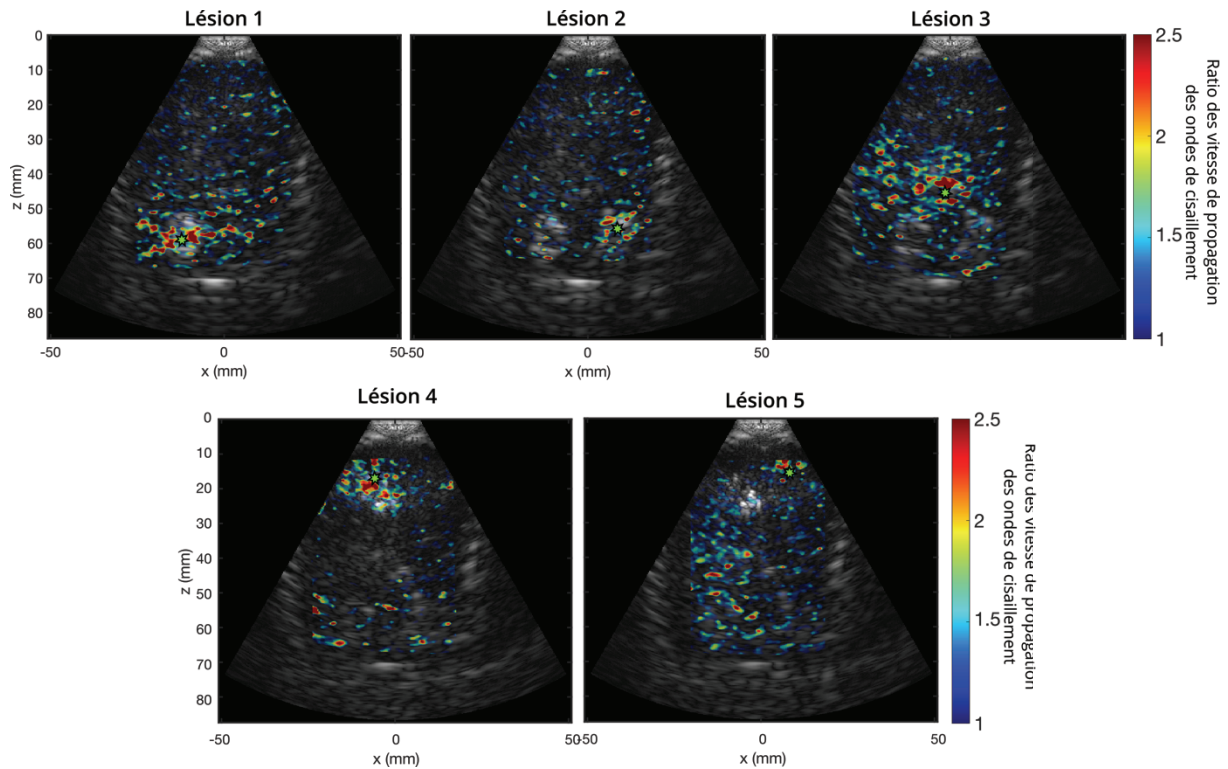 Lésion 1
Lésion 2
Lésion 3
0
10
20
30
40
50
60
70
80
z (mm)
-50
0
50
-50
0
50
x (mm)
x (mm)
2.5
2
1.5
1
Ratio des vitesse de propagation
des ondes de cisaillement
Lésion 4
Lésion 5
0
10
20
30
40
50
60
70
80
z (mm)
-50
0
50
-50
0
50
x (mm)
x (mm)
2.5
2
1.5
1
Ratio des vitesse de propagation
des ondes de cisaillement